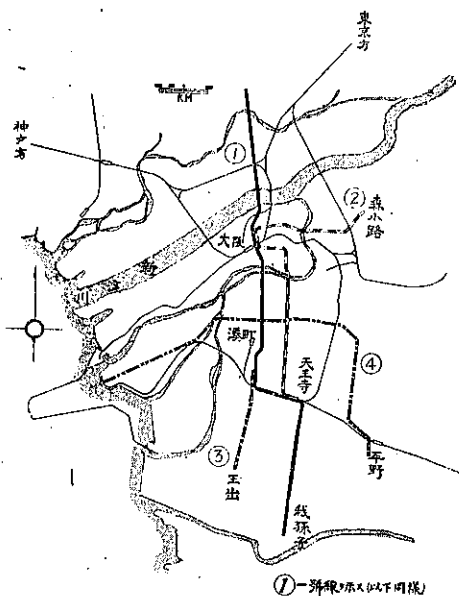 東京方
KM
神戸方
①
②
森小路
大阪
新
淀
川
湊町
天王寺
④
③
玉出
平野
我孫子
①一號線ヲ示ス(以下同様)